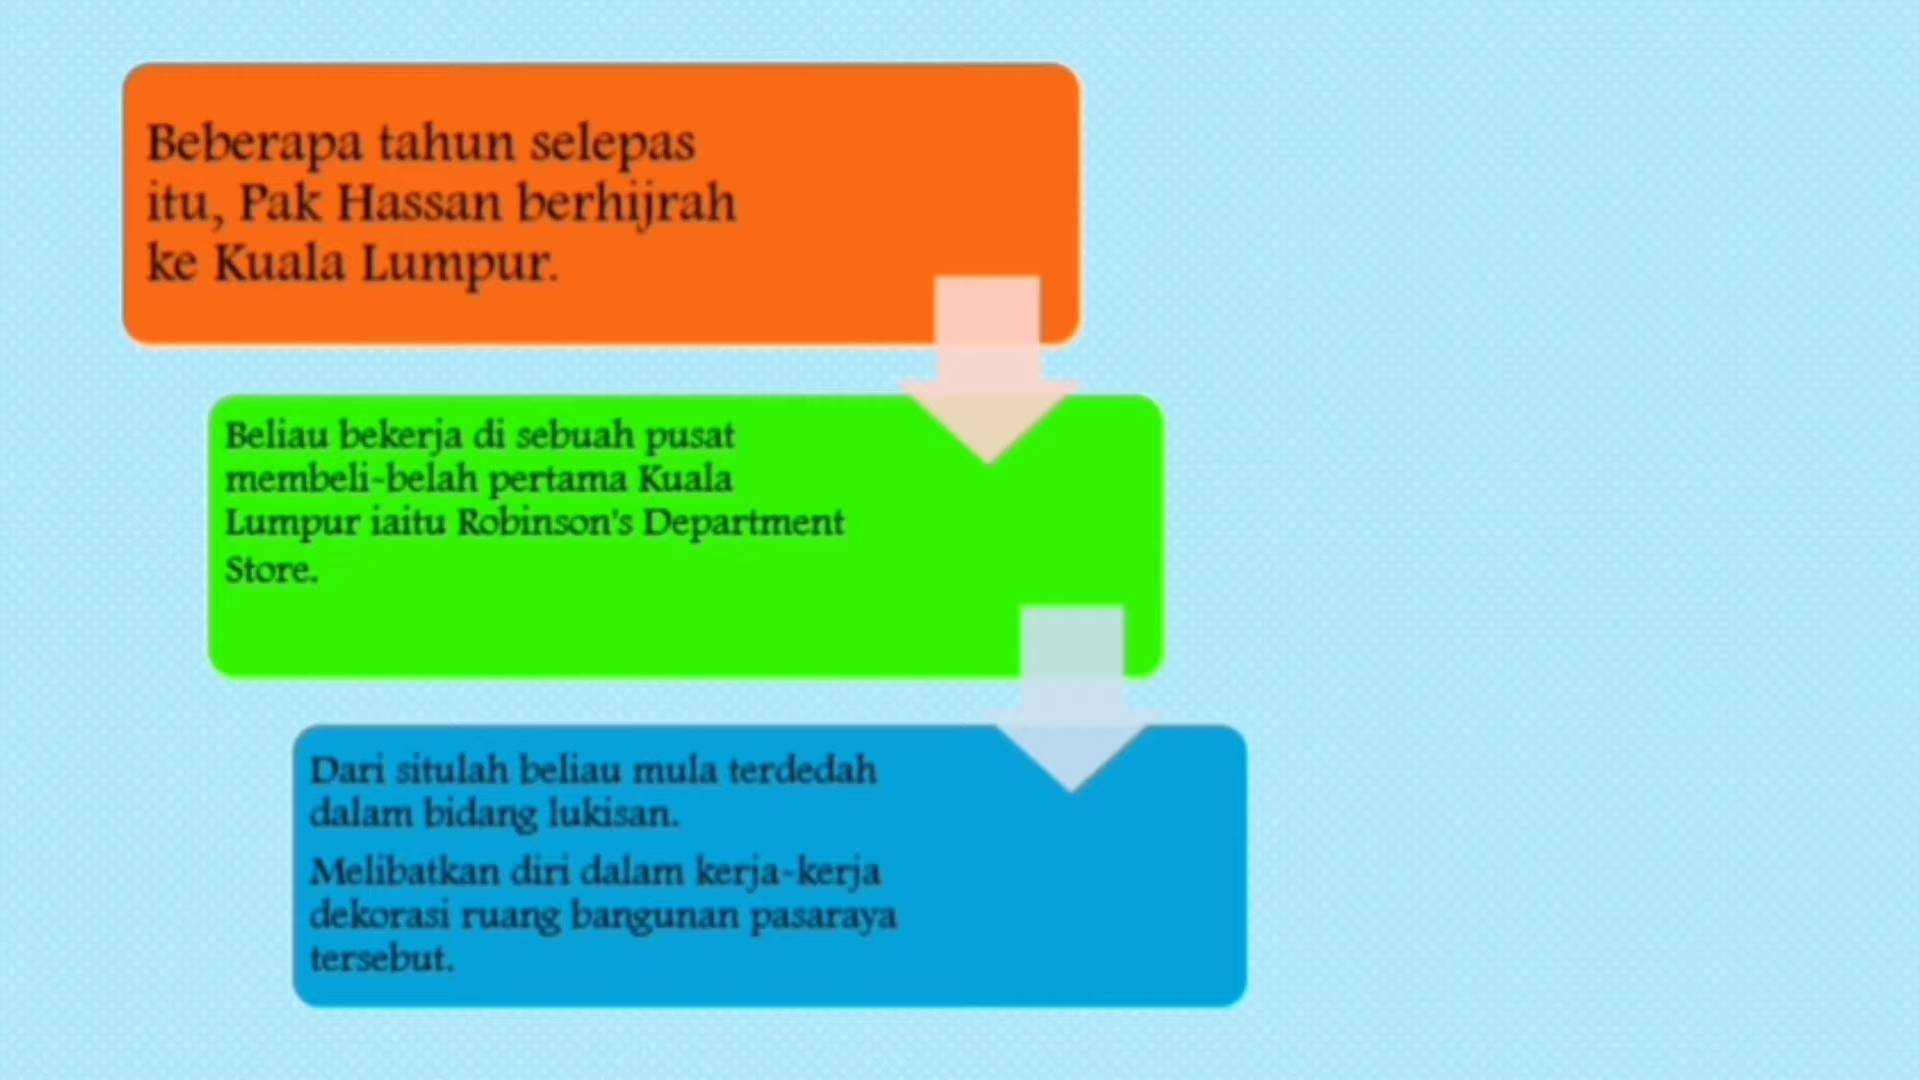 Beberapa tahun selepas
itu, Pak Hassan berhijrah
ke Kuala Lumpur.
Beliau bekerja di sebuah pusat
membeli-belah pertama Kuala
Lumpur iaitu Robinson's Department
Store.
Dari situlah beliau mula terdedah
dalam bidang lukisan.
Melibatkan diri dalam kerja-kerja
dekorasi ruang bangunan pasaraya
tersebut.